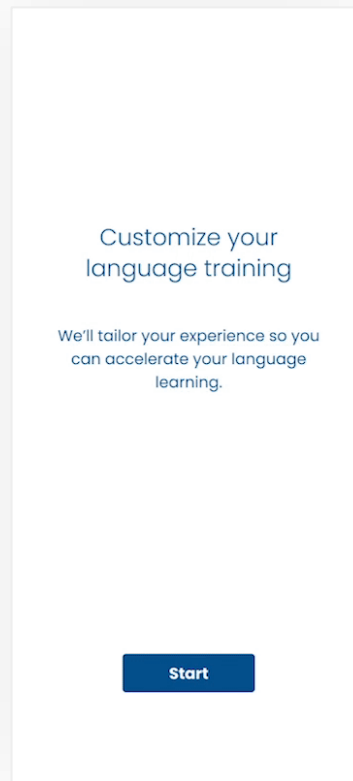 Customize your
language training
We'll tailor your experience so you
can accelerate your language
learning.
Start